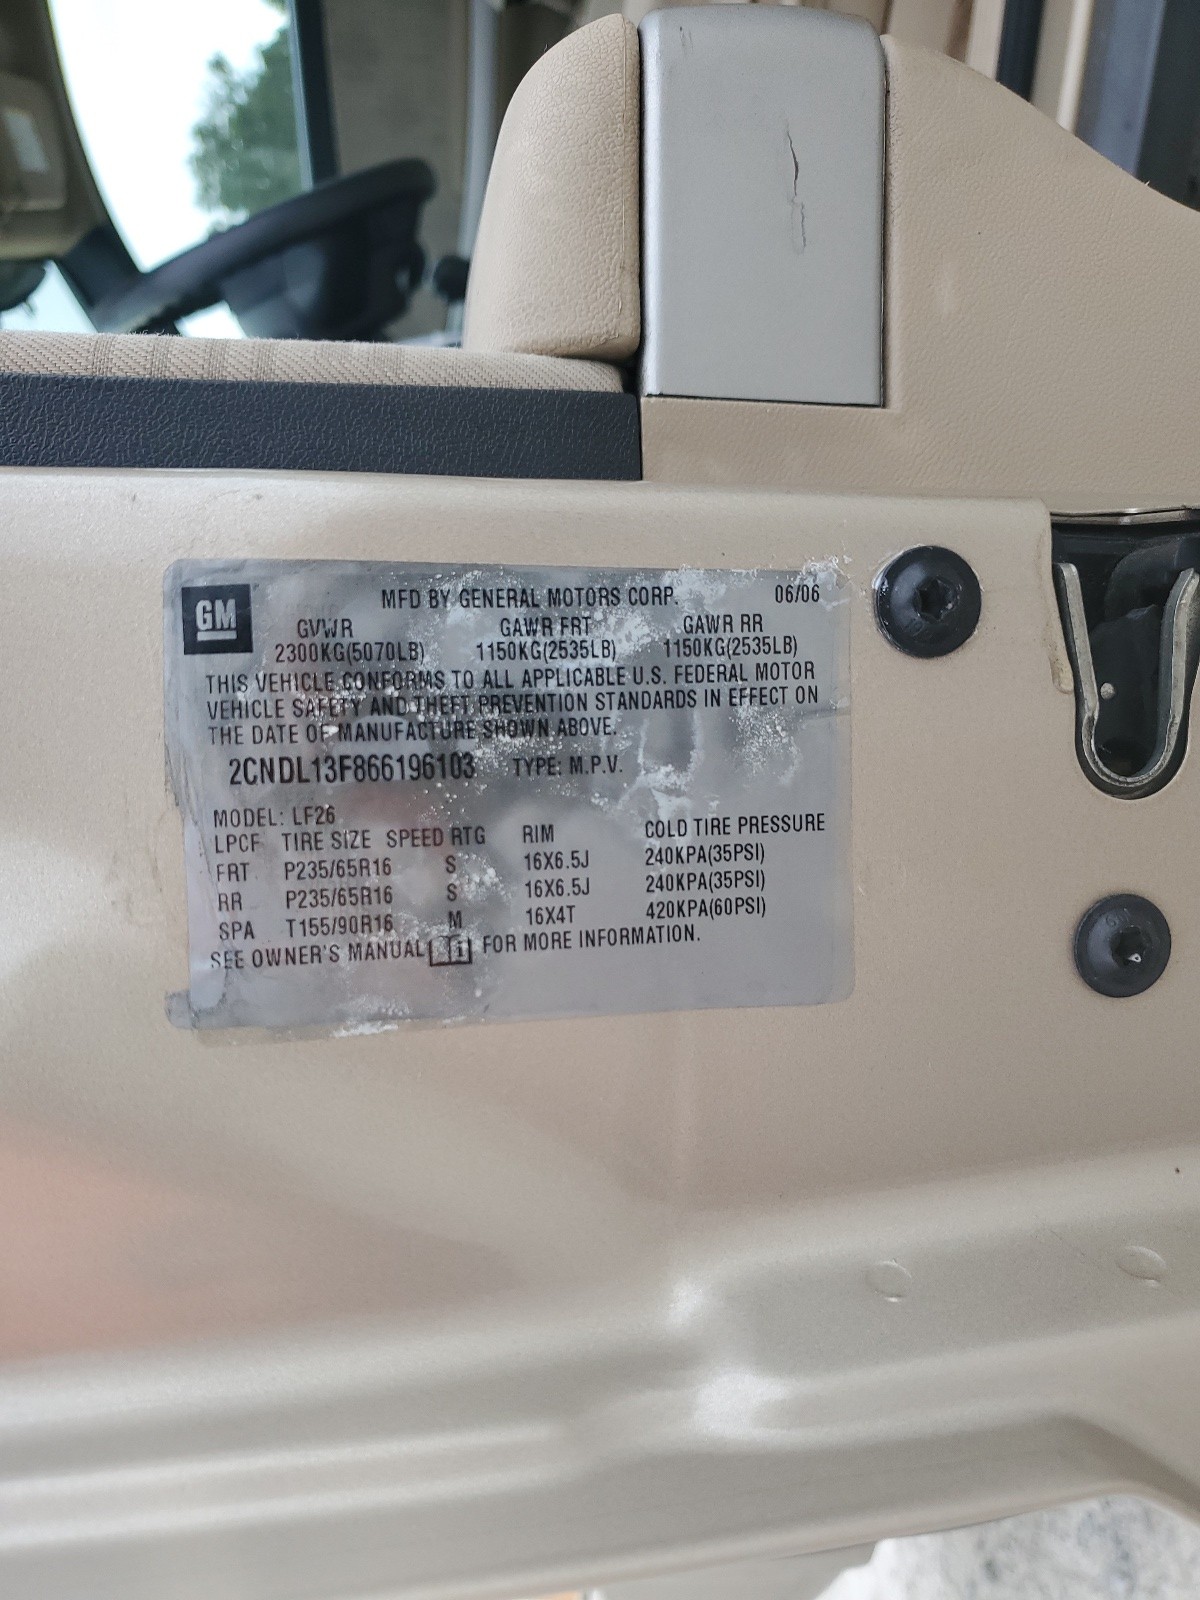 GM
MFD BY GENERAL MOTORS CORP. 06/06
GVWR GAWR FRT GAWR RR
2300KG(5070LB) 1150KG(2535LB) 1150KG(2535LB)
THIS VEHICLE CONFORMS TO ALL APPLICABLE U.S. FEDERAL MOTOR
VEHICLE SAFETY AND THEFT PREVENTION STANDARDS IN EFFECT ON
THE DATE OF MANUFACTURE SHOWN ABOVE.
2CNDL13F866196103 TYPE: M.P.V.
MODEL: LF26
LPCF TIRE SIZE SPEED RTG RIM COLD TIRE PRESSURE
FRT P235/65R16 S 16X6.5J 240KPA(35PSI)
RR P235/65R16 S 16X6.5J 240KPA(35PSI)
SPA T155/90R16 M 16X4T 420KPA(60PSI)
SEE OWNER'S MANUAL i FOR MORE INFORMATION.